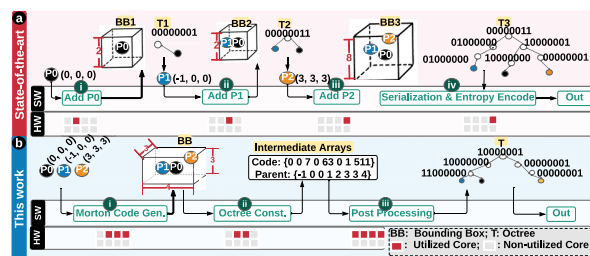 a
State-of-the-art
BB1
T1
00000001
BB2
T2
00000011
BB3
T3
00000011
2
P0
2
P1
P0
8
P1
P2
P0
01000000
10000001
01000000
10000000
00000001
P0
(0, 0, 0)
P1
(-1, 0, 0)
P2
(3, 3, 3)
SW
i
Add P0
ii
Add P1
iii
Add P2
iv
Serialization & Entropy Encode
Out
HW
b
This work
(0, 0, 0)
(-1, 0, 0)
(3, 3, 3)
P0
P1
P2
BB
3
P1
P0
P2
3
Intermediate Arrays
Code: {0 0 7 0 63 0 1 511}
Parent: {-1 0 0 1 2 3 3 4}
T
10000001
10000000
00000001
11000000
00000001
SW
i
Morton Code Gen.
ii
Octree Const.
iii
Post Processing
Out
HW
BB: Bounding Box; T: Octree
: Utilized Core; : Non-utilized Core